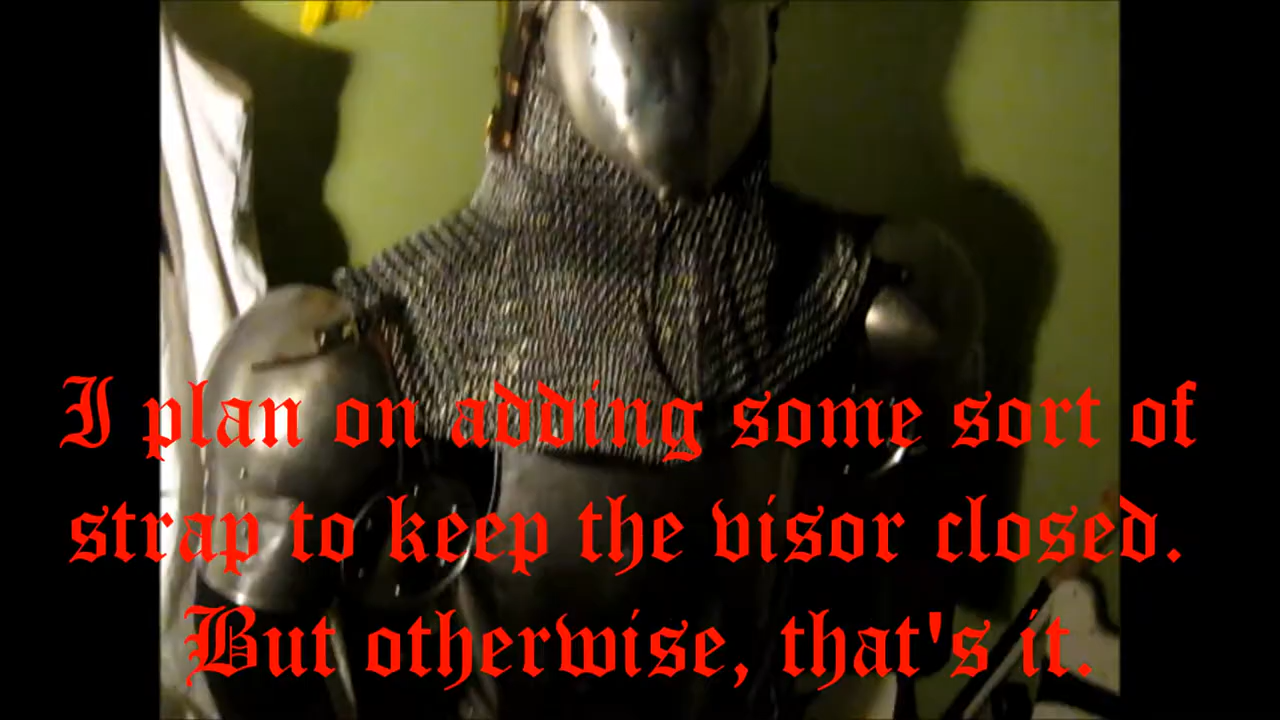 I plan on adding some sort of
strap to keep the visor closed.
But otherwise, that's it.